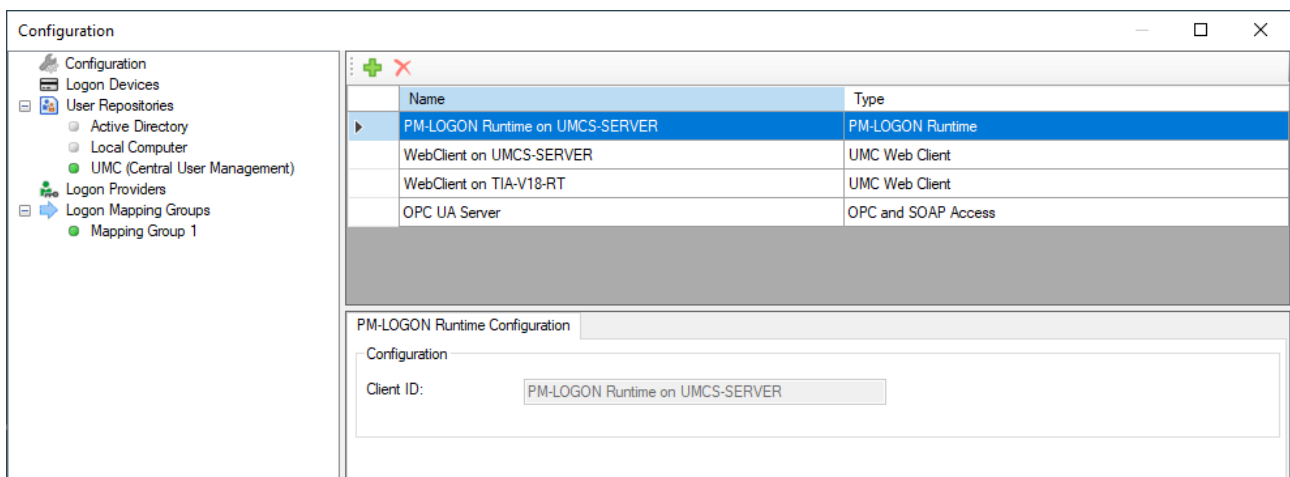 Configuration
Configuration
Logon Devices
User Repositories
Active Directory
Local Computer
UMC (Central User Management)
Logon Providers
Logon Mapping Groups
Mapping Group 1
Name Type
PM-LOGON Runtime on UMCS-SERVER PM-LOGON Runtime
WebClient on UMCS-SERVER UMC Web Client
WebClient on TIA-V18-RT UMC Web Client
OPC UA Server OPC and SOAP Access
PM-LOGON Runtime Configuration
Configuration
Client ID: PM-LOGON Runtime on UMCS-SERVER